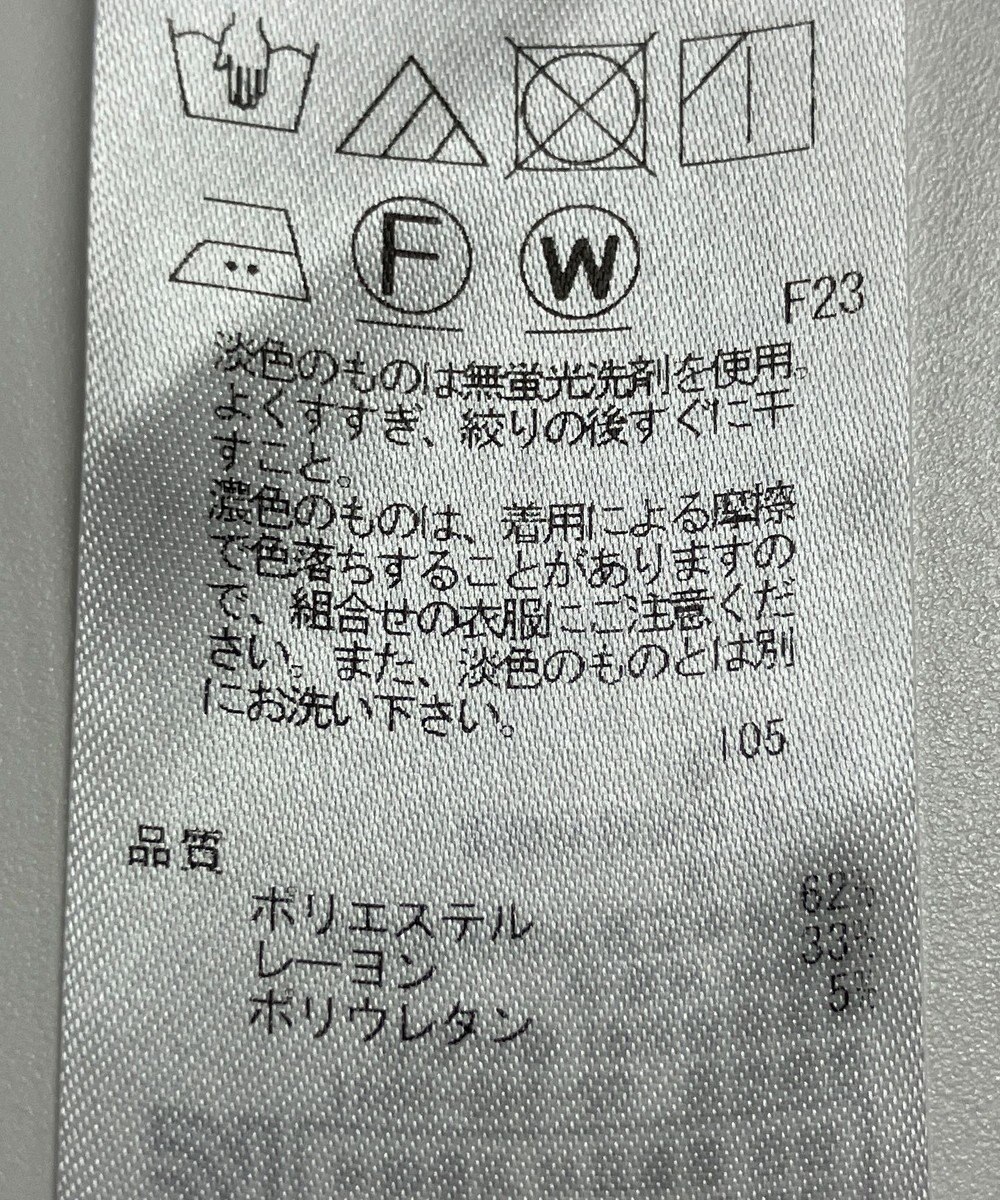 F W
F23
淡色のものは無蛍光洗剤を使用。
よくすすぎ、絞りの後すぐに干
すこと。
濃色のものは、着用による摩擦
で色落ちすることがありますの
で、組合せの衣服にご注意くだ
さい。また、淡色のものとは別
にお洗い下さい。
105
品質
ポリエステル 62%
レーヨン 33%
ポリウレタン 5%